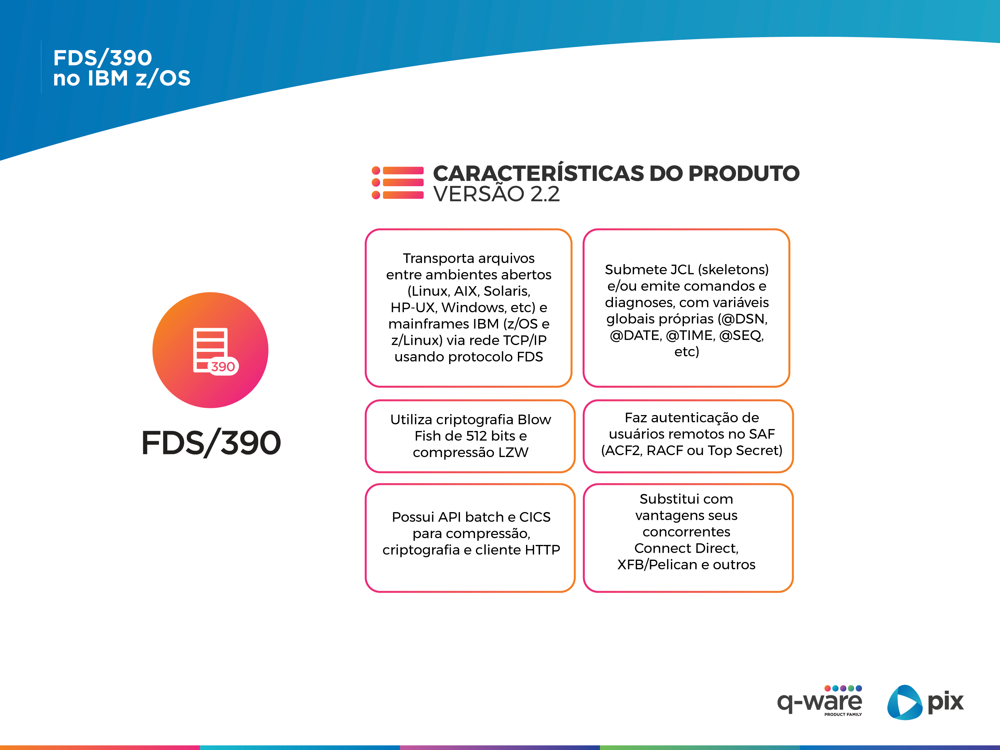 FDS/390
no IBM z/OS
CARACTERÍSTICAS DO PRODUTO
VERSÃO 2.2
Transporta arquivos
entre ambientes abertos
(Linux, AIX, Solaris,
HP-UX, Windows, etc) e
mainframes IBM (z/OS e
z/Linux) via rede TCP/IP
usando protocolo FDS
Submete JCL (skeletons)
e/ou emite comandos e
diagnoses, com variáveis
globais próprias (@DSN,
@DATE, @TIME, @SEQ,
etc)
390
FDS/390
Utiliza criptografia Blow
Fish de 512 bits e
compressão LZW
Faz autenticação de
usuários remotos no SAF
(ACF2, RACF ou Top Secret)
Possui API batch e CICS
para compressão,
criptografia e cliente HTTP
Substitui com
vantagens seus
concorrentes
Connect Direct,
XFB/Pelican e outros
q-ware
PRODUCT FAMILY
pix